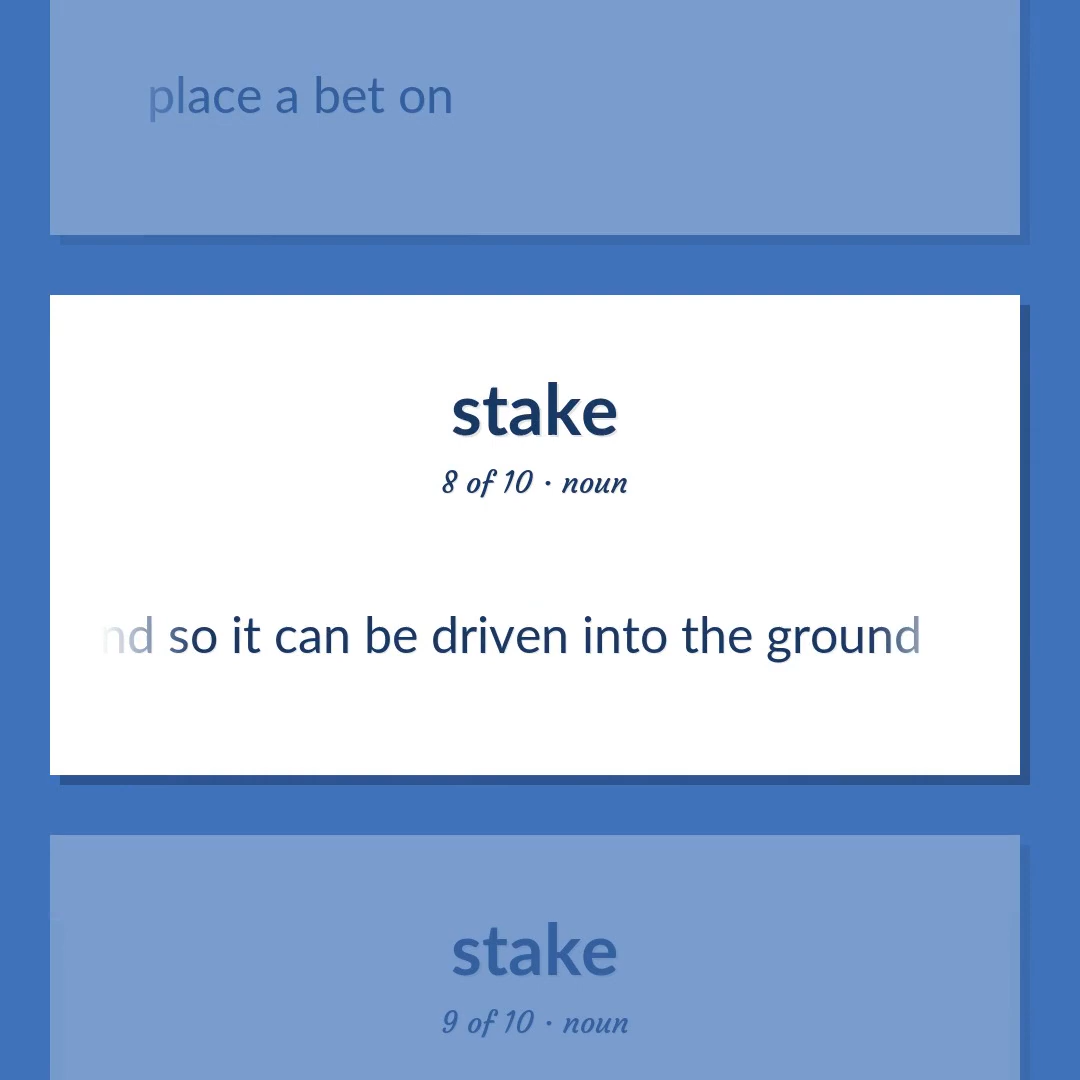 place a bet on
stake
8 of 10 · noun
nd so it can be driven into the ground
stake
9 of 10 · noun